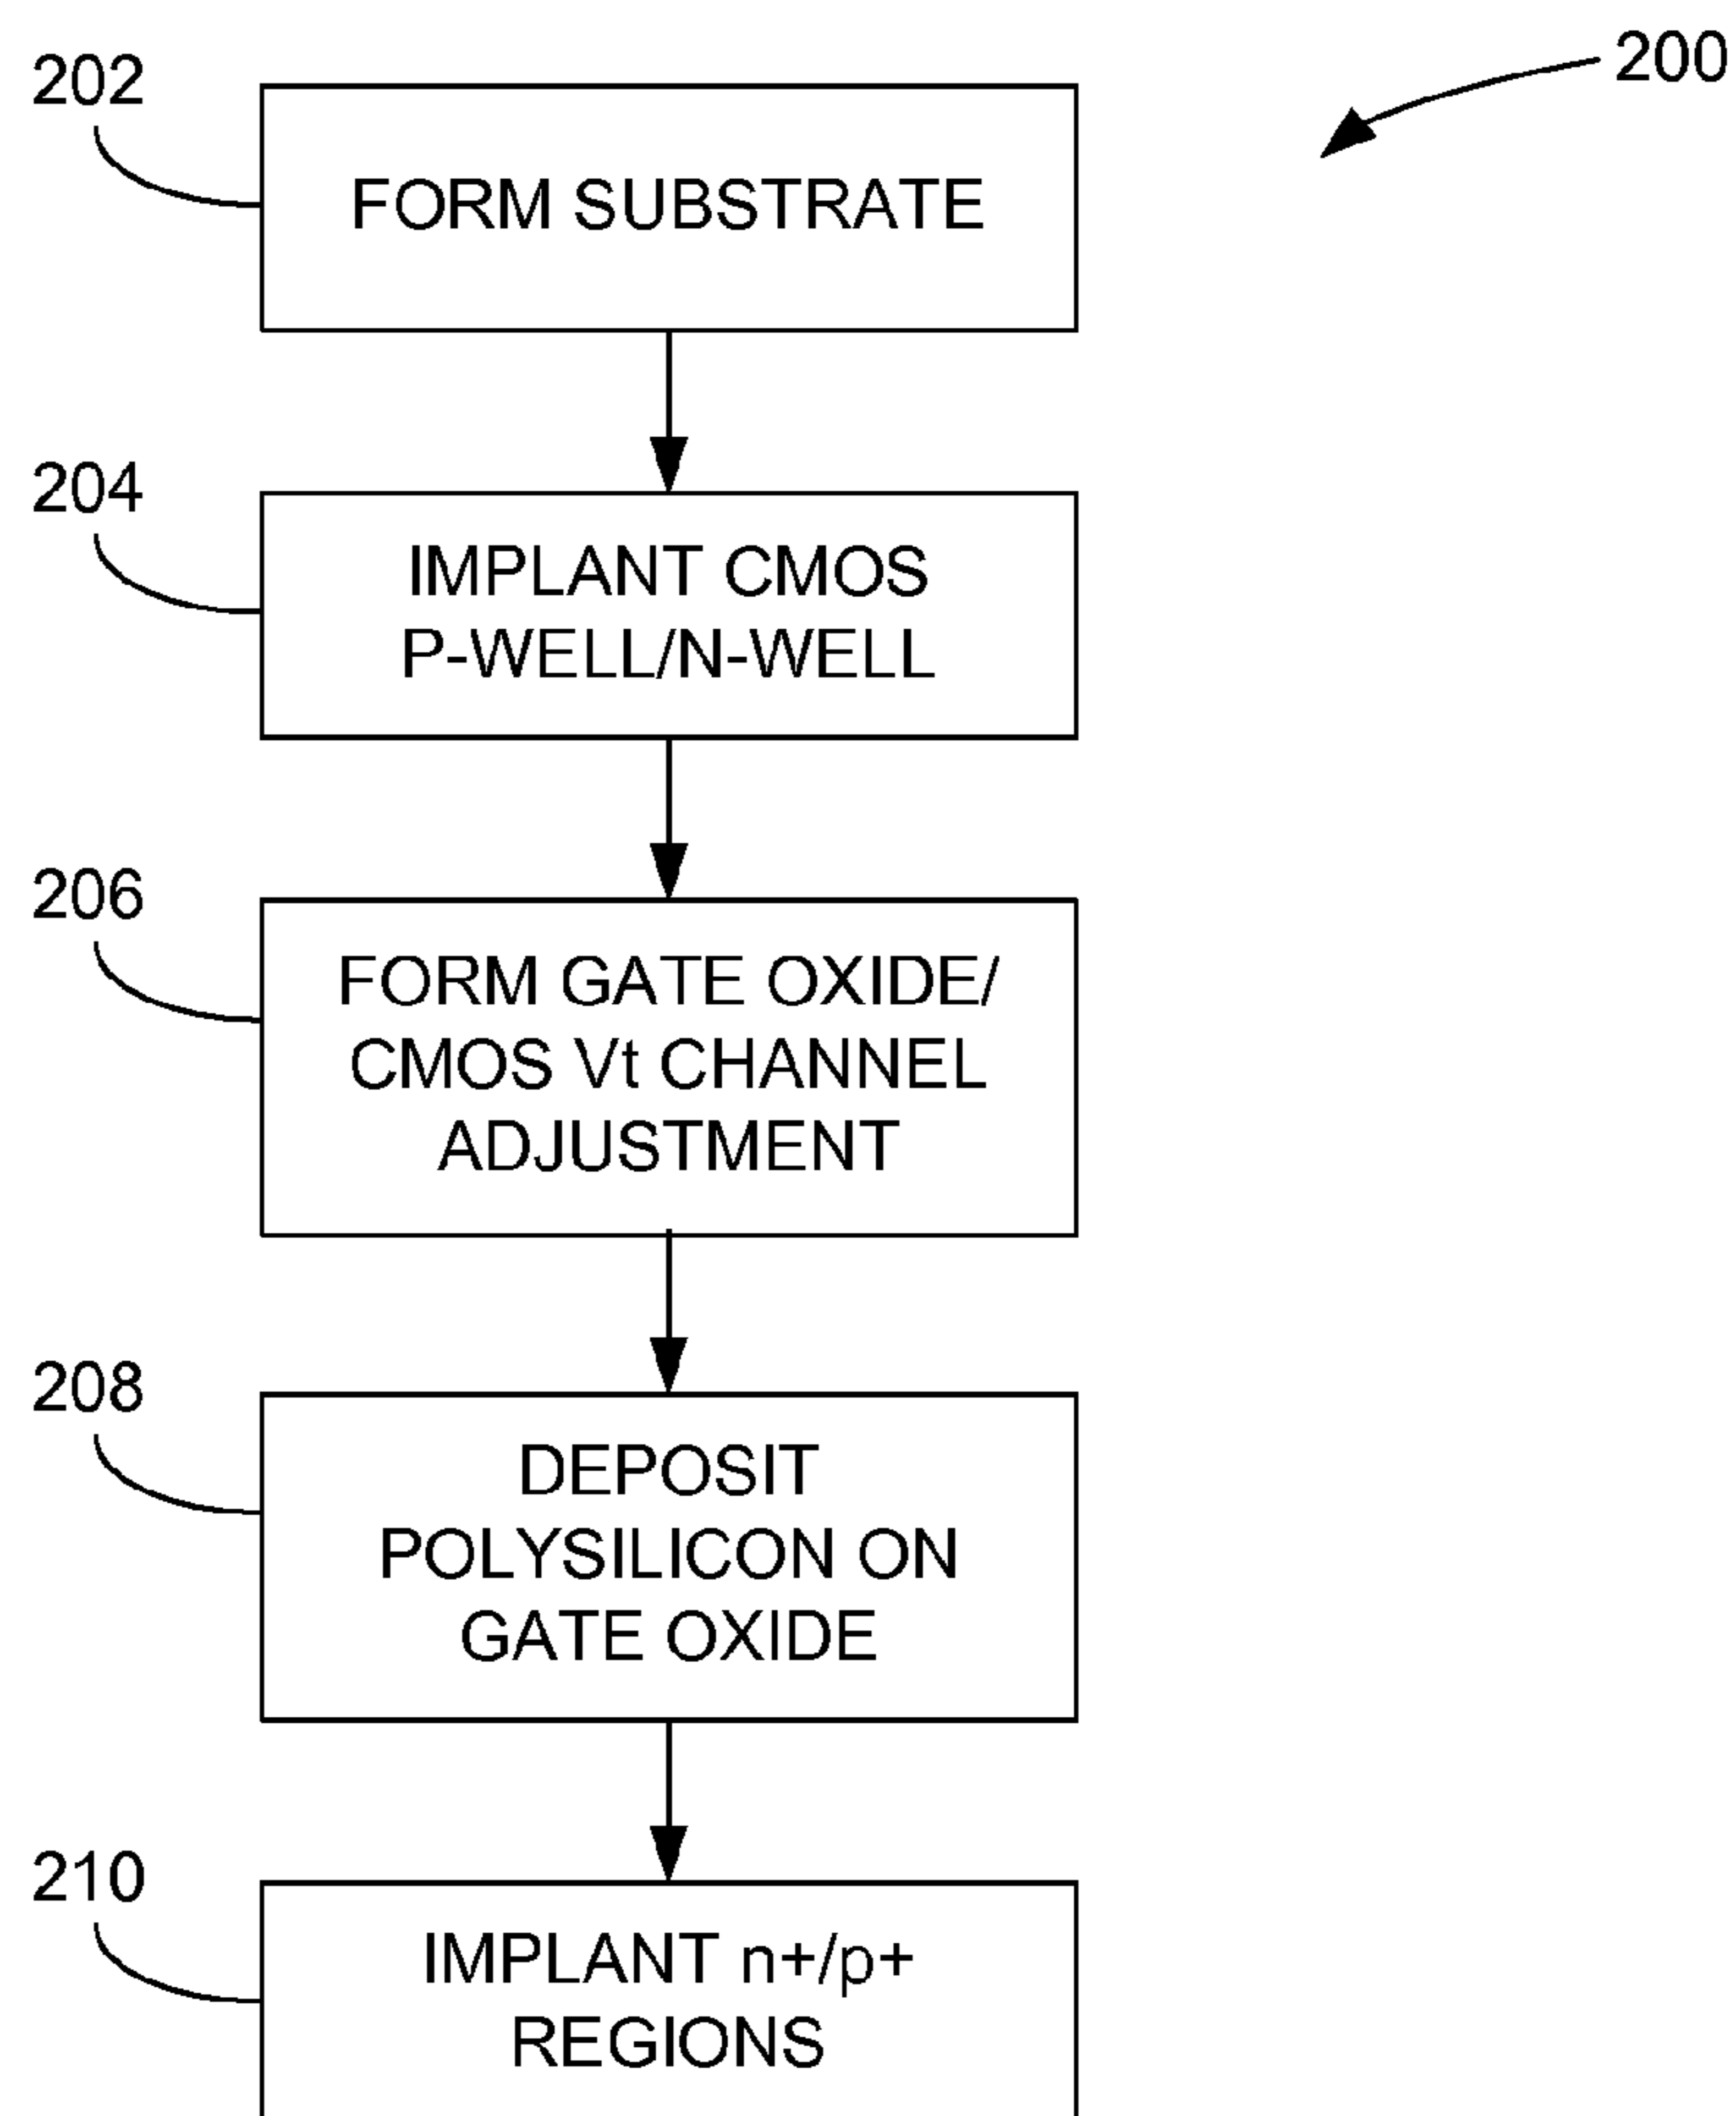 200
202
FORM SUBSTRATE
204
IMPLANT CMOS
P-WELL/N-WELL
206
FORM GATE OXIDE/
CMOS Vt CHANNEL
ADJUSTMENT
208
DEPOSIT
POLYSILICON ON
GATE OXIDE
210
IMPLANT n+/p+
REGIONS